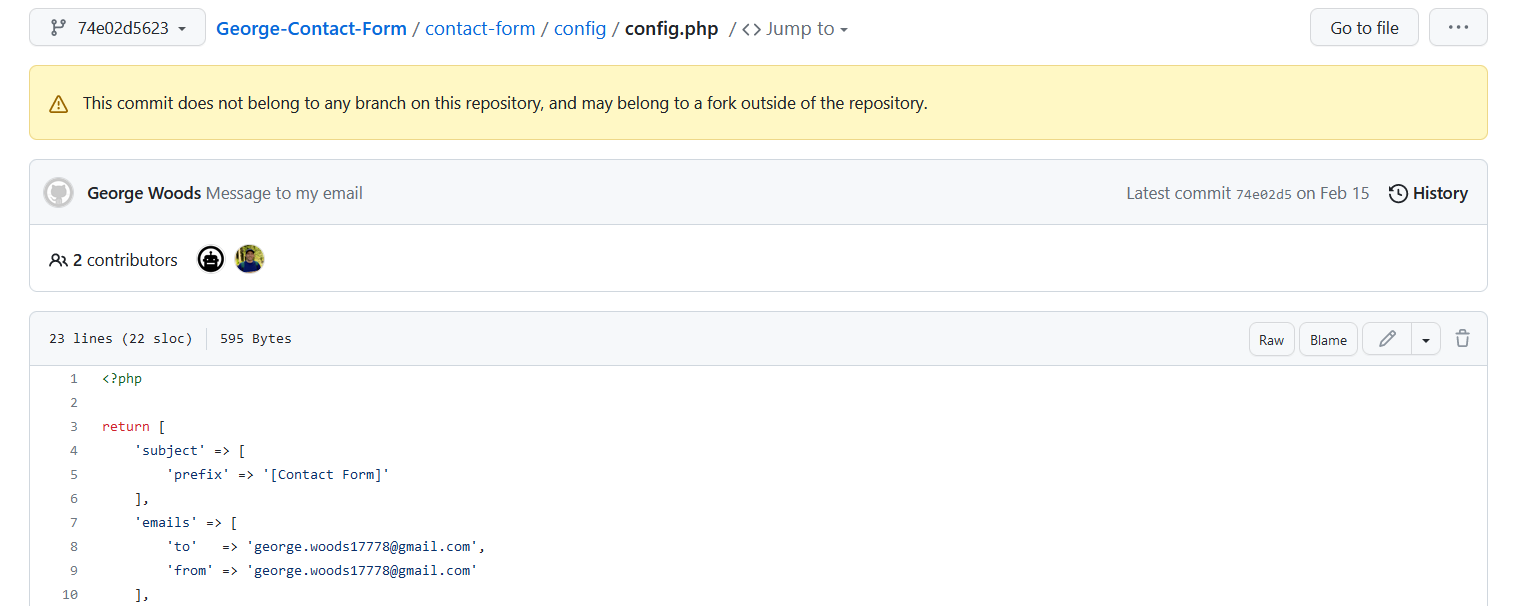 74e02d5623 George-Contact-Form / contact-form / config / config.php / <> Jump to Go to file ...
This commit does not belong to any branch on this repository, and may belong to a fork outside of the repository.
George Woods Message to my email Latest commit 74e02d5 on Feb 15 History
2 contributors
23 lines (22 sloc) 595 Bytes Raw Blame
1 <?php
2
3 return [
4     'subject' => [
5         'prefix' => '[Contact Form]'
6     ],
7     'emails' => [
8         'to'   => 'george.woods17778@gmail.com',
9         'from' => 'george.woods17778@gmail.com'
10     ],